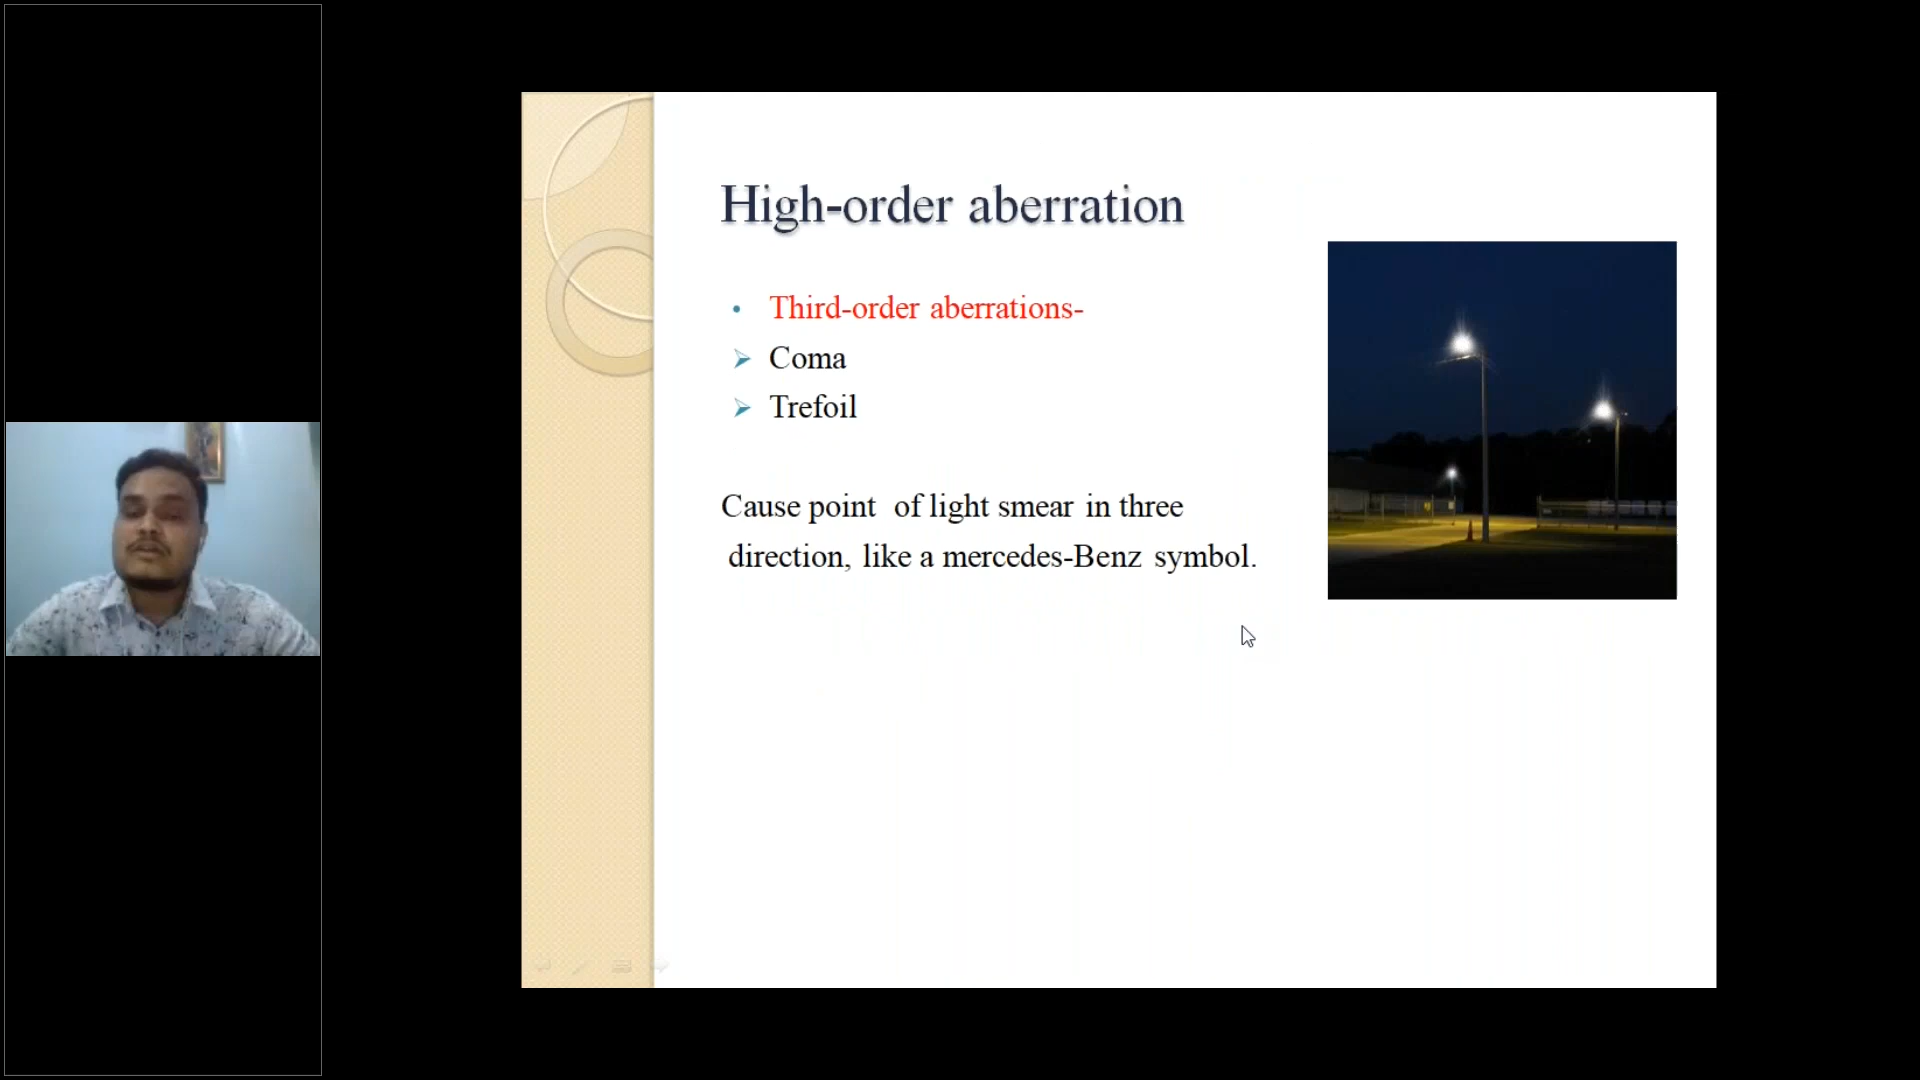 High-order aberration
Third-order aberrations-
Coma
Trefoil
Cause point of light smear in three
direction, like a mercedes-Benz symbol.